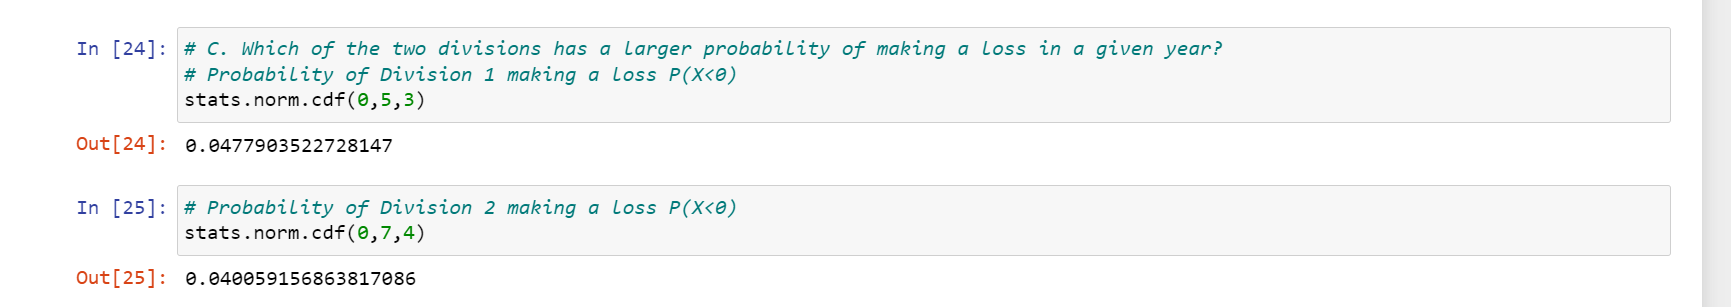 In [24]: # C. Which of the two divisions has a larger probability of making a loss in a given year?
# Probability of Division 1 making a loss P(X<0)
stats.norm.cdf(0,5,3)
Out[24]: 0.0477903522728147
In [25]: # Probability of Division 2 making a loss P(X<0)
stats.norm.cdf(0,7,4)
Out[25]: 0.040059156863817086